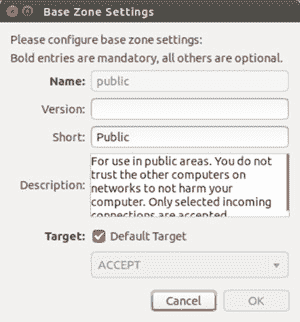 Base Zone Settings
Please configure base zone settings:
Bold entries are mandatory, all others are optional.
Name: public
Version:
Short: Public
Description: For use in public areas. You do not
trust the other computers on
networks to not harm your
computer. Only selected incoming
connections are accepted.
Target: Default Target
ACCEPT
Cancel OK